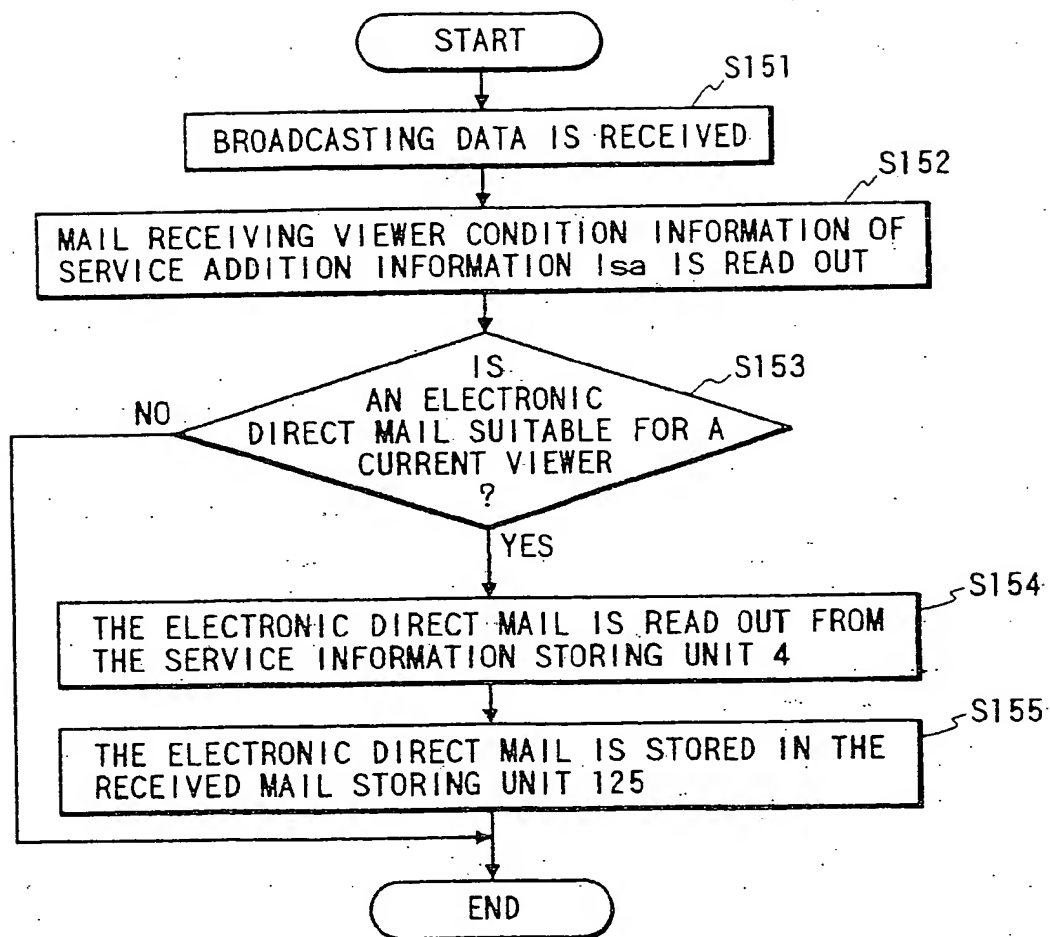 START
S151
BROADCASTING DATA IS RECEIVED
S152
MAIL RECEIVING VIEWER CONDITION INFORMATION OF
SERVICE ADDITION INFORMATION Isa IS READ OUT
S153
IS
AN ELECTRONIC
DIRECT MAIL SUITABLE FOR A
CURRENT VIEWER
?
NO
YES
S154
THE ELECTRONIC DIRECT MAIL IS READ OUT FROM
THE SERVICE INFORMATION STORING UNIT 4
S155
THE ELECTRONIC DIRECT MAIL IS STORED IN THE
RECEIVED MAIL STORING UNIT 125
END